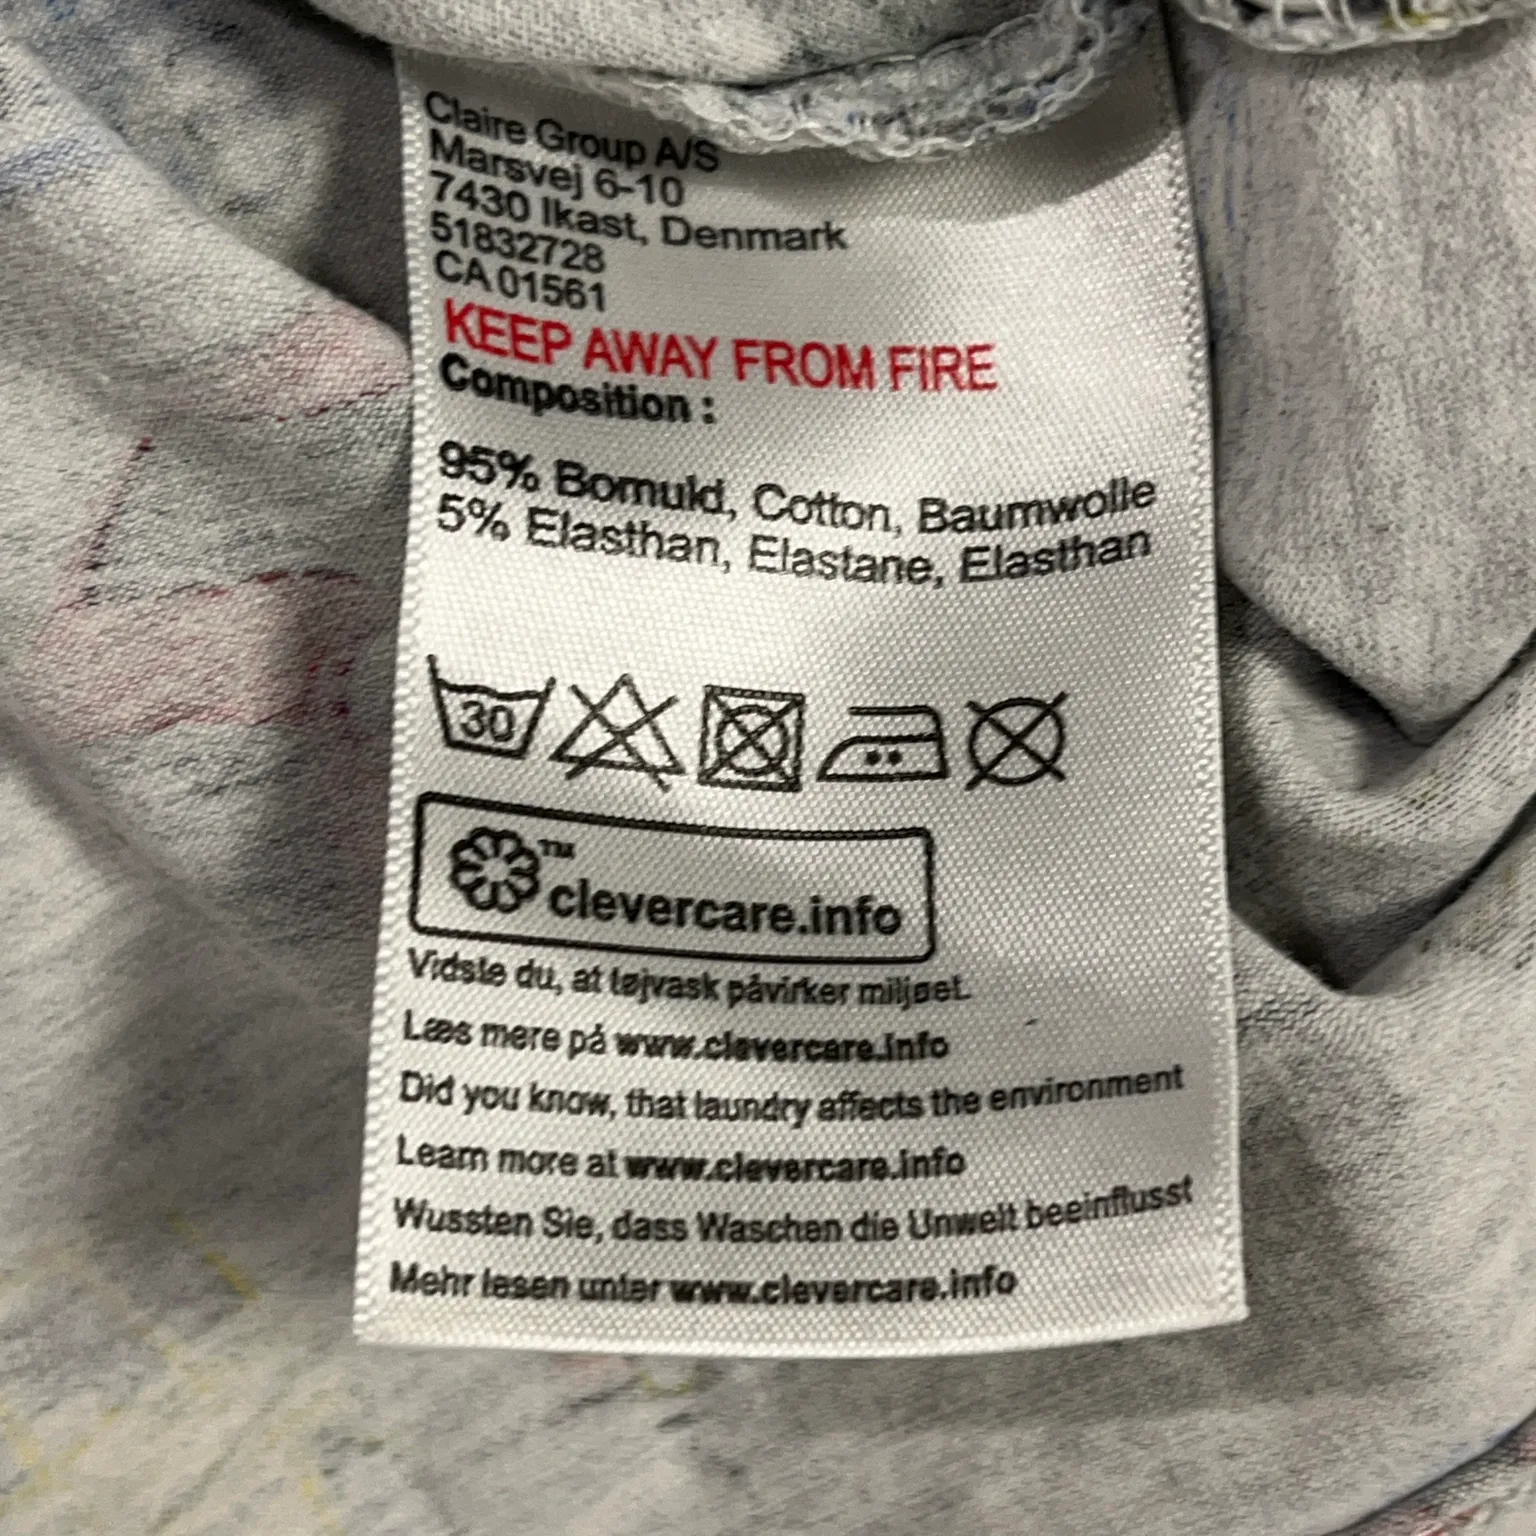 Claire Group A/S
Marsvej 6-10
7430 Ikast, Denmark
51832728
CA 01561
KEEP AWAY FROM FIRE
Composition :
95% Bomuld, Cotton, Baumwolle
5% Elasthan, Elastane, Elasthan
30
™
clevercare.info
Vidste du, at tøjvask påvirker miljøet.
Læs mere på www.clevercare.info
Did you know, that laundry affects the environment
Learn more at www.clevercare.info
Wussten Sie, dass Waschen die Unwelt beeinflusst
Mehr lesen unter www.clevercare.info